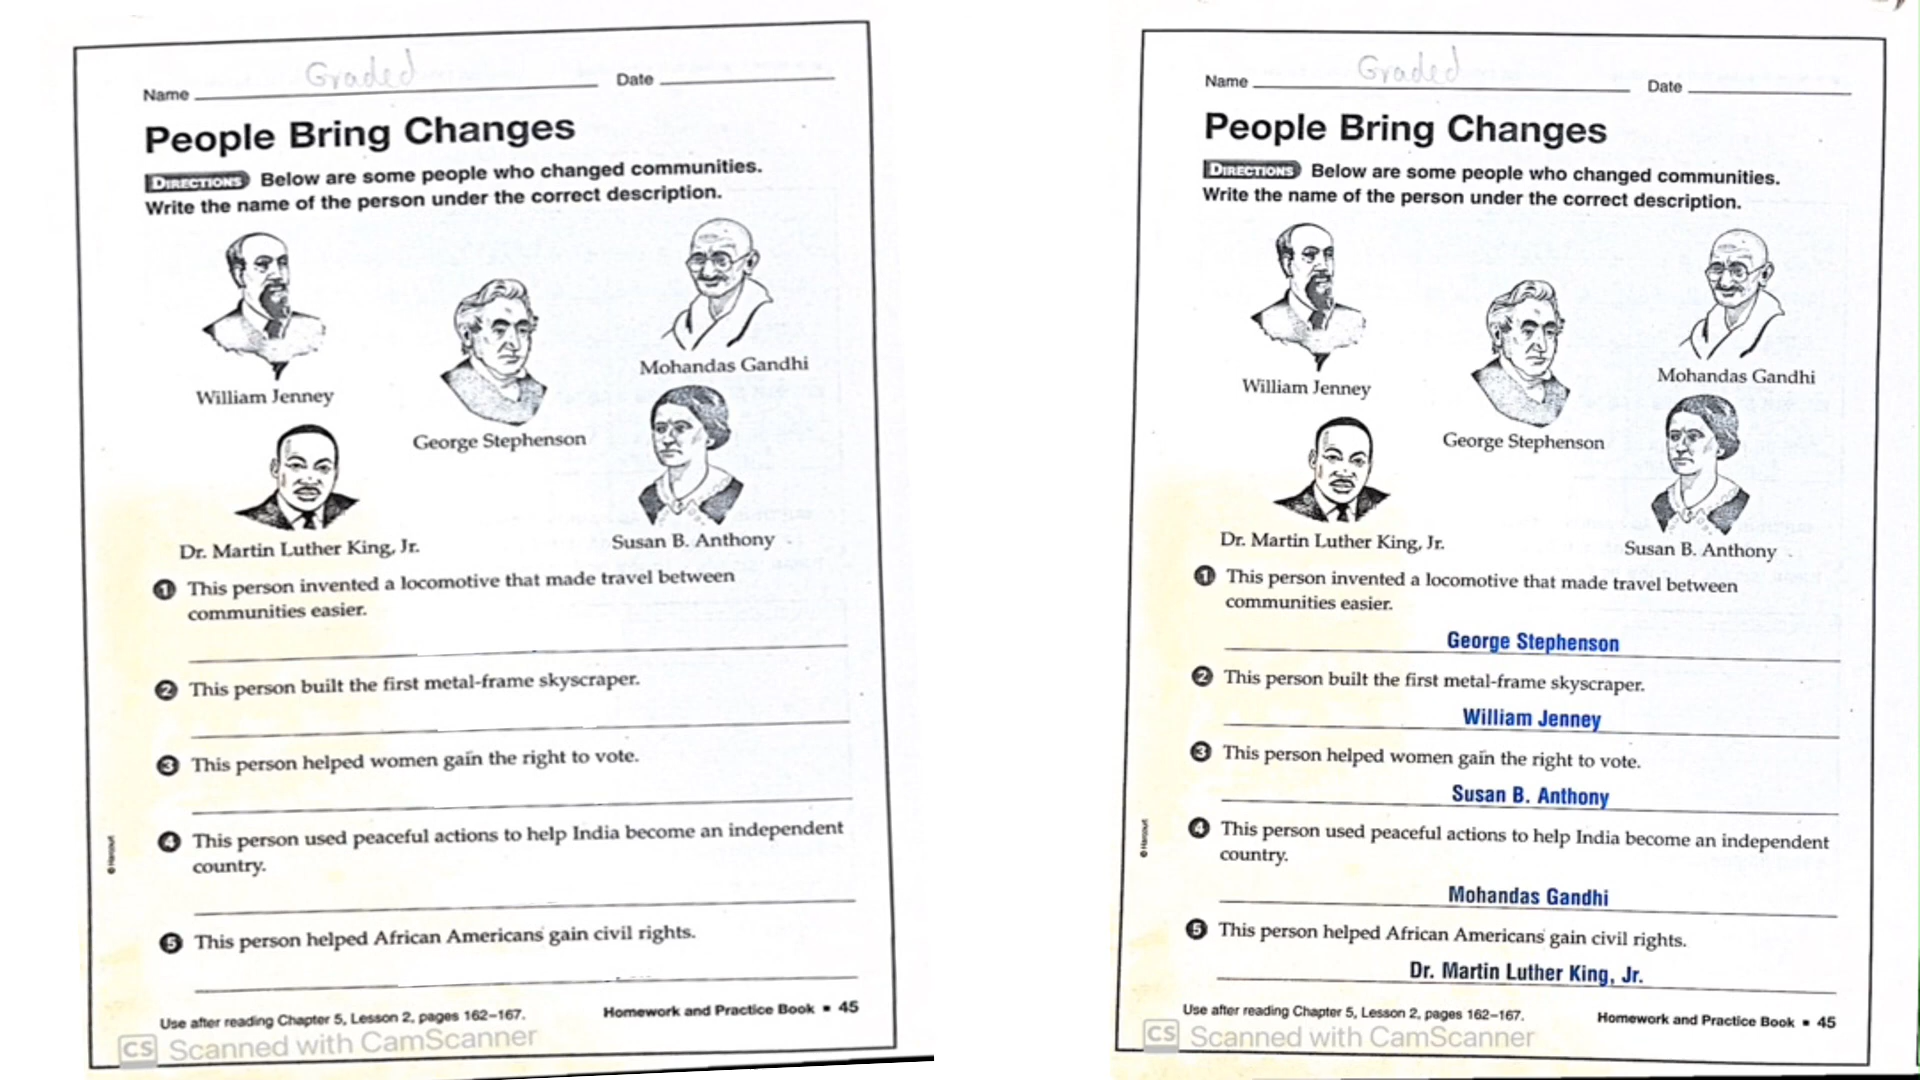 Graded
Name Date
People Bring Changes
DIRECTIONS Below are some people who changed communities.
Write the name of the person under the correct description.
William Jenney
George Stephenson
Mohandas Gandhi
Dr. Martin Luther King, Jr.
Susan B. Anthony
1 This person invented a locomotive that made travel between
communities easier.
2 This person built the first metal-frame skyscraper.
3 This person helped women gain the right to vote.
4 This person used peaceful actions to help India become an independent
country.
5 This person helped African Americans gain civil rights.
© Harcourt
Use after reading Chapter 5, Lesson 2, pages 162–167.
Homework and Practice Book ▪ 45
CS Scanned with CamScanner
Graded
Name Date
People Bring Changes
DIRECTIONS Below are some people who changed communities.
Write the name of the person under the correct description.
William Jenney
George Stephenson
Mohandas Gandhi
Dr. Martin Luther King, Jr.
Susan B. Anthony
1 This person invented a locomotive that made travel between
communities easier.
George Stephenson
2 This person built the first metal-frame skyscraper.
William Jenney
3 This person helped women gain the right to vote.
Susan B. Anthony
4 This person used peaceful actions to help India become an independent
country.
Mohandas Gandhi
5 This person helped African Americans gain civil rights.
Dr. Martin Luther King, Jr.
© Harcourt
Use after reading Chapter 5, Lesson 2, pages 162–167.
Homework and Practice Book ▪ 45
CS Scanned with CamScanner